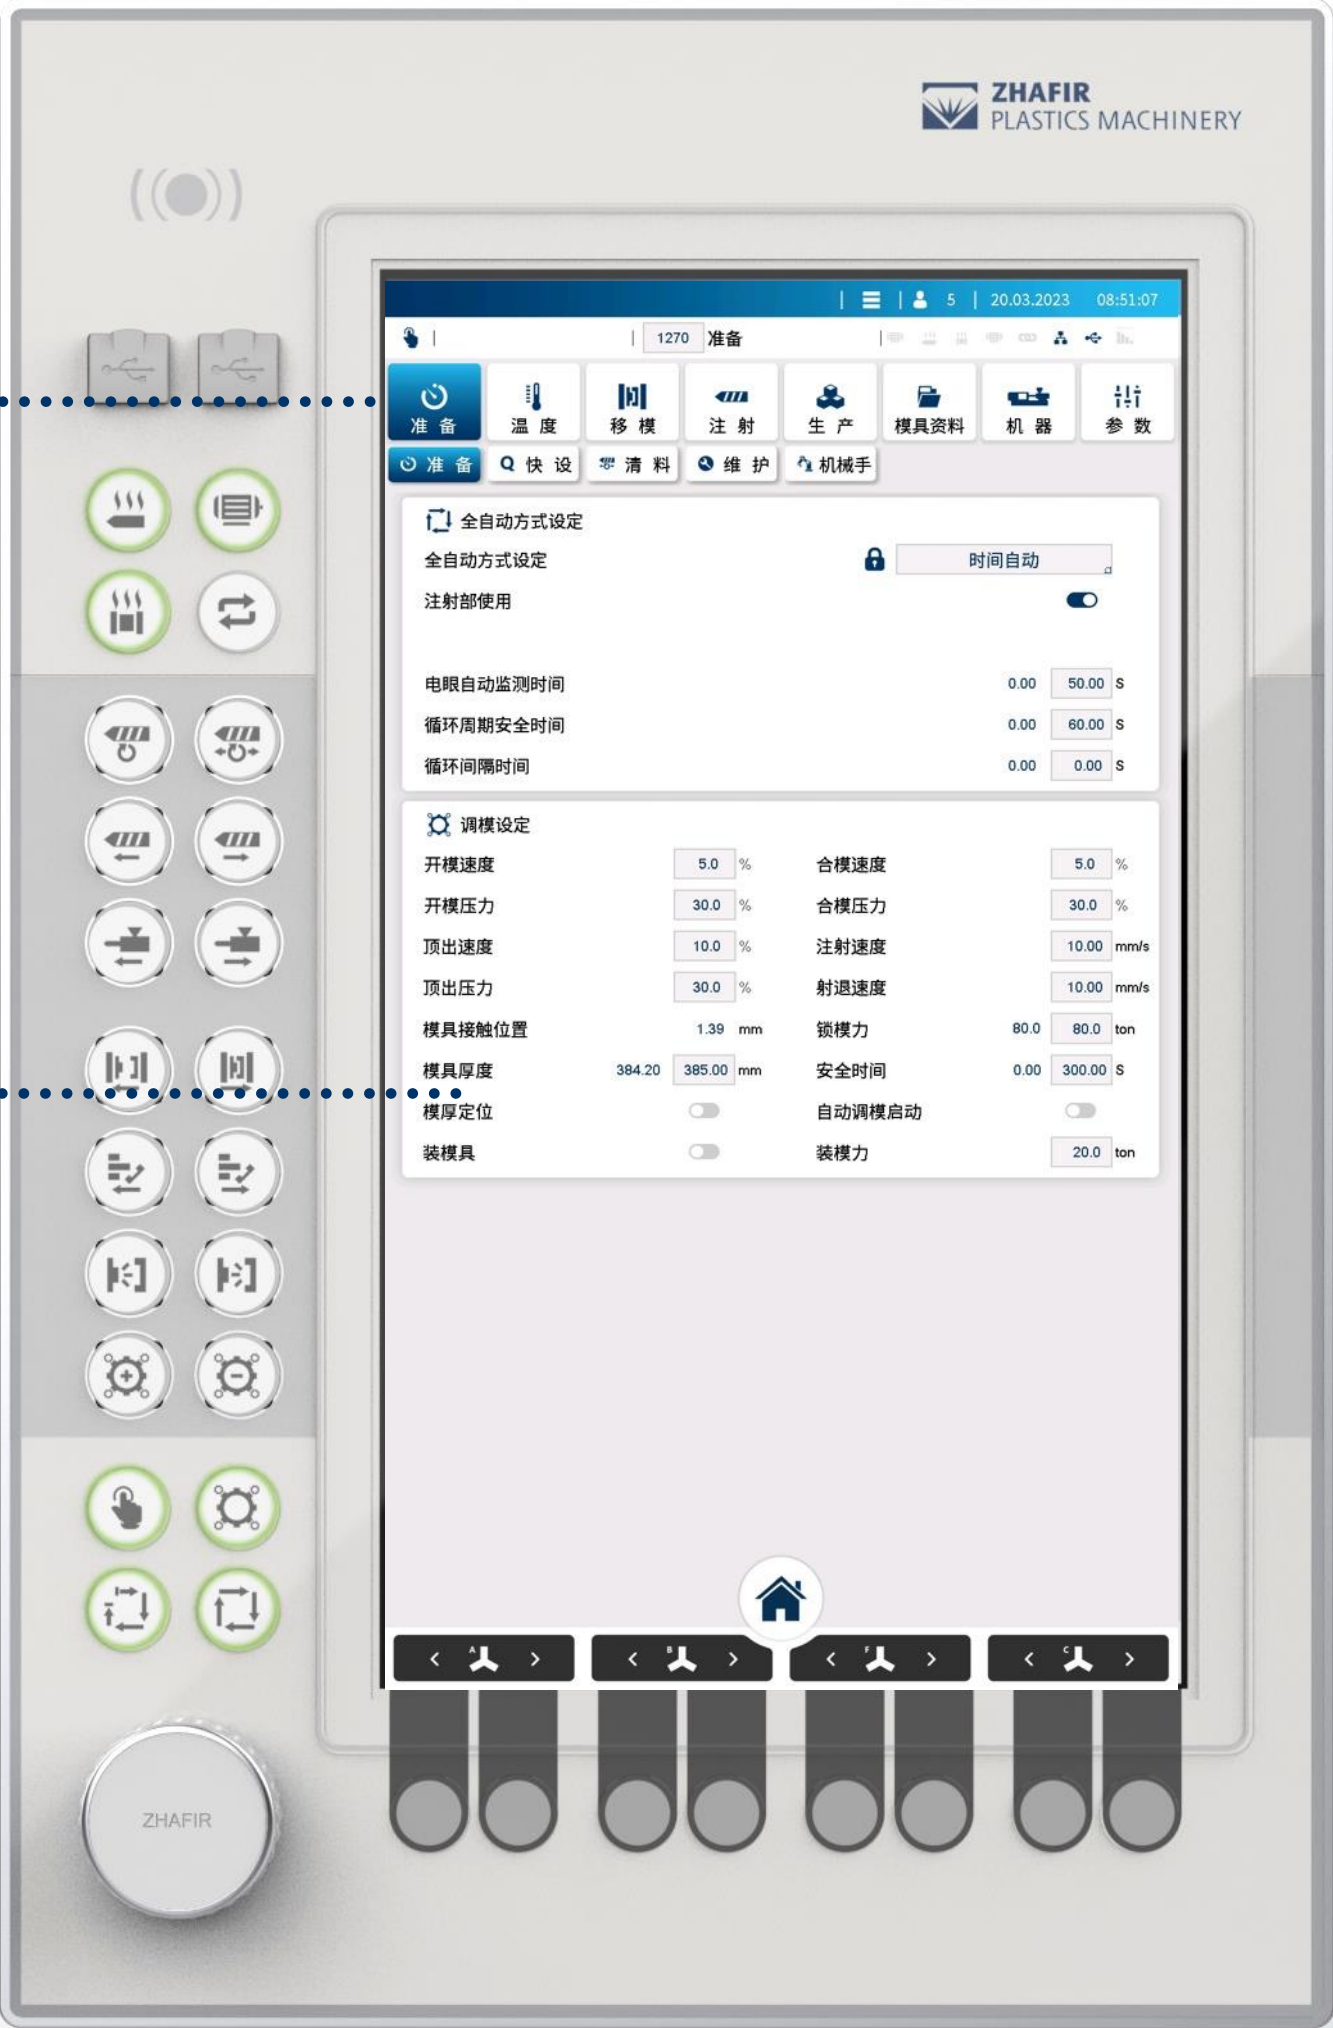 ZHAFIR
PLASTICS MACHINERY
5 | 20.03.2023 08:51:07
1270 准备
准备 温度 移模 注射 生产 模具资料 机器 参数
准备 快设 清料 维护 机械手
全自动方式设定
全自动方式设定 时间自动
注射部使用
电眼自动监测时间 0.00 50.00 S
循环周期安全时间 0.00 60.00 S
循环间隔时间 0.00 0.00 S
调模设定
开模速度 5.0 % 合模速度 5.0 %
开模压力 30.0 % 合模压力 30.0 %
顶出速度 10.0 % 注射速度 10.00 mm/s
顶出压力 30.0 % 射退速度 10.00 mm/s
模具接触位置 1.39 mm 锁模力 80.0 80.0 ton
模具厚度 384.20 385.00 mm 安全时间 0.00 300.00 S
模厚定位 自动调模启动
装模具 装模力 20.0 ton
A B F C
ZHAFIR